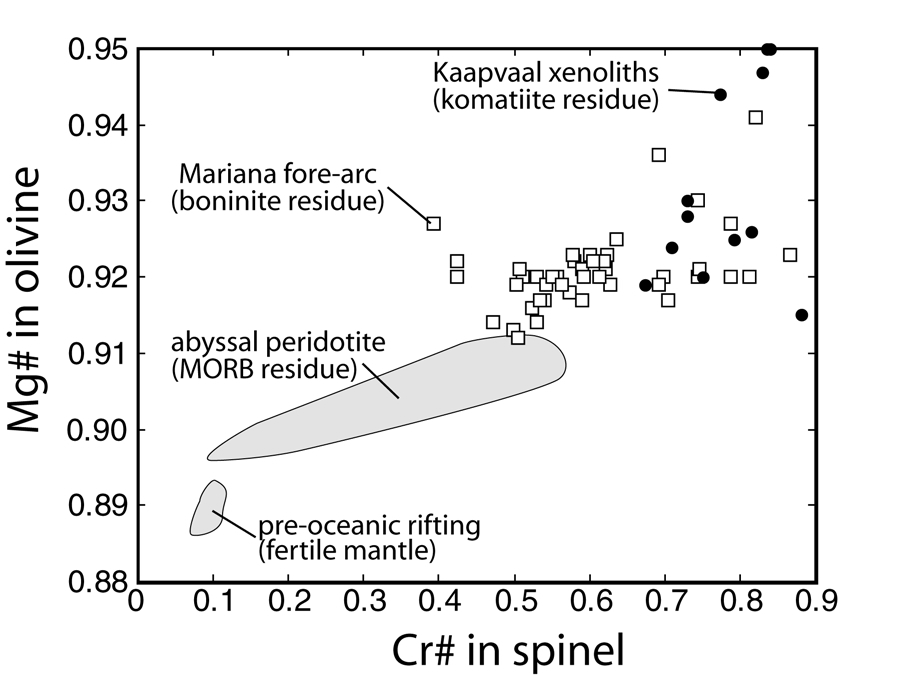 0.95
0.94
0.93
0.92
0.91
0.90
0.89
0.88
Mg# in olivine
Kaapvaal xenoliths
(komatiite residue)
Mariana fore-arc
(boninite residue)
abyssal peridotite
(MORB residue)
pre-oceanic rifting
(fertile mantle)
0 0.1 0.2 0.3 0.4 0.5 0.6 0.7 0.8 0.9
Cr# in spinel